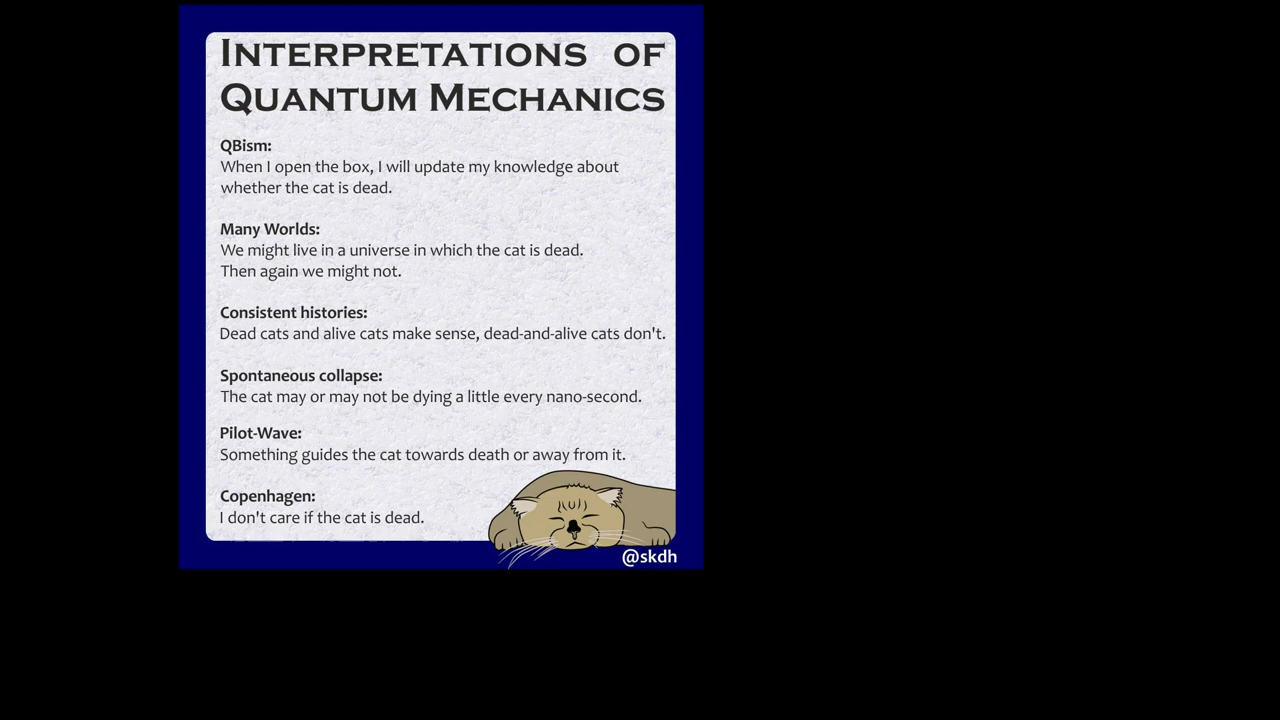 Interpretations of
Quantum Mechanics
QBism:
When I open the box, I will update my knowledge about
whether the cat is dead.
Many Worlds:
We might live in a universe in which the cat is dead.
Then again we might not.
Consistent histories:
Dead cats and alive cats make sense, dead-and-alive cats don't.
Spontaneous collapse:
The cat may or may not be dying a little every nano-second.
Pilot-Wave:
Something guides the cat towards death or away from it.
Copenhagen:
I don't care if the cat is dead.
@skdh